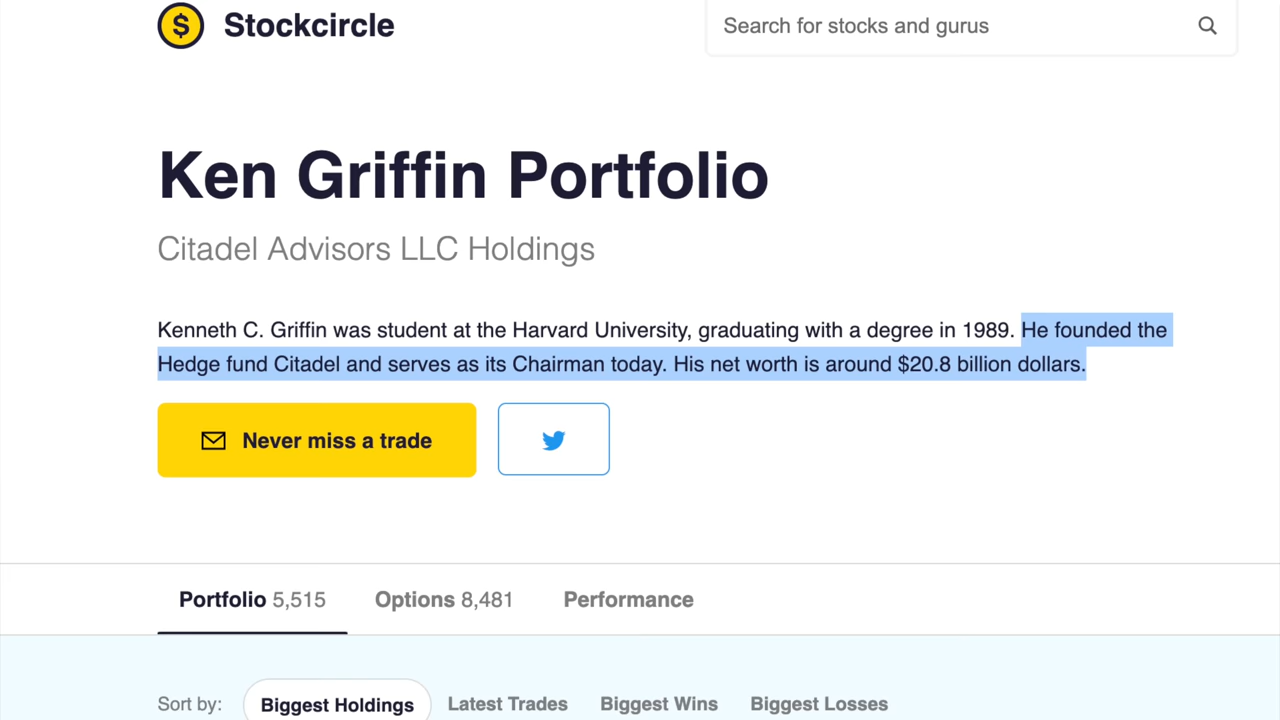 $ Stockcircle
Search for stocks and gurus
Ken Griffin Portfolio
Citadel Advisors LLC Holdings
Kenneth C. Griffin was student at the Harvard University, graduating with a degree in 1989. He founded the
Hedge fund Citadel and serves as its Chairman today. His net worth is around $20.8 billion dollars.
Never miss a trade
Portfolio 5,515 Options 8,481 Performance
Sort by: Biggest Holdings Latest Trades Biggest Wins Biggest Losses